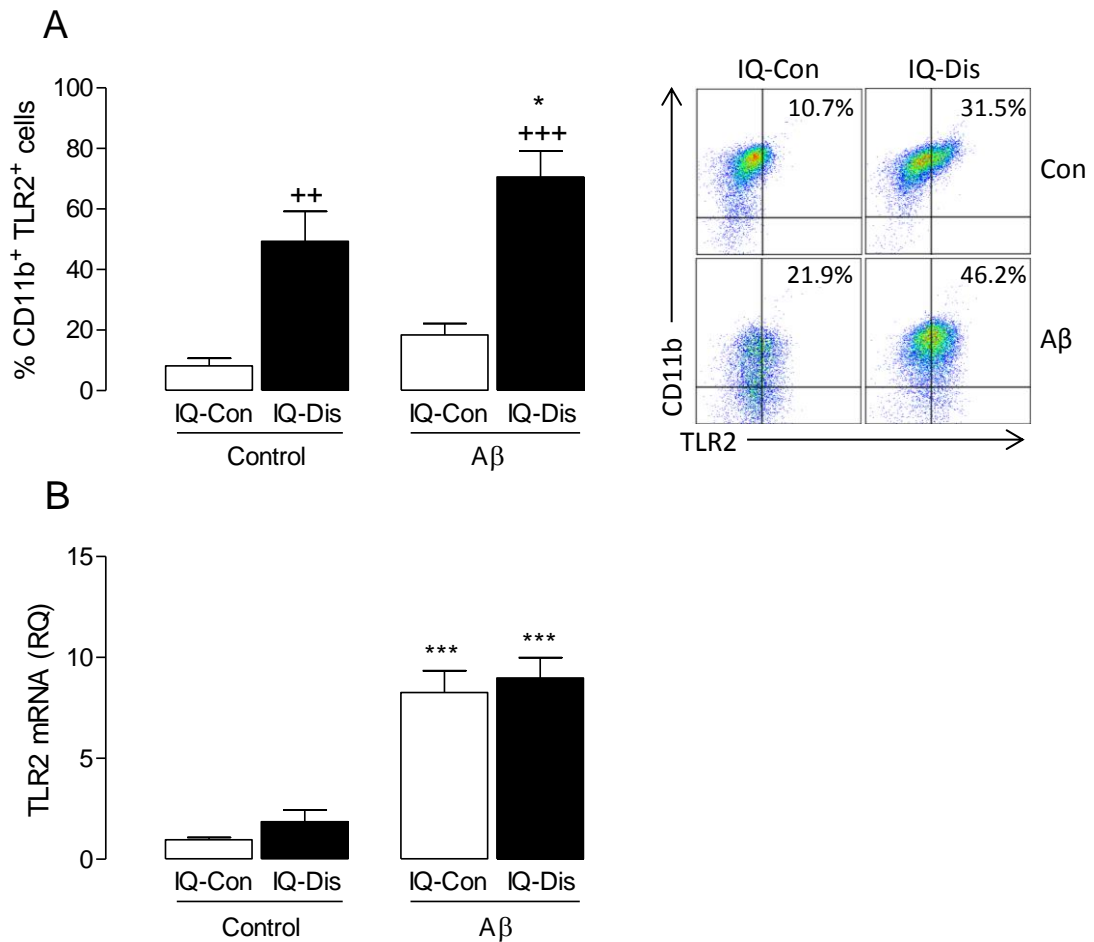 A
% CD11b⁺ TLR2⁺ cells
100
80
60
40
20
0
++
*
+++
IQ-Con IQ-Dis IQ-Con IQ-Dis
Control Aβ
IQ-Con IQ-Dis
10.7% 31.5% Con
21.9% 46.2% Aβ
CD11b
TLR2
B
TLR2 mRNA (RQ)
15
10
5
0
*** ***
IQ-Con IQ-Dis IQ-Con IQ-Dis
Control Aβ